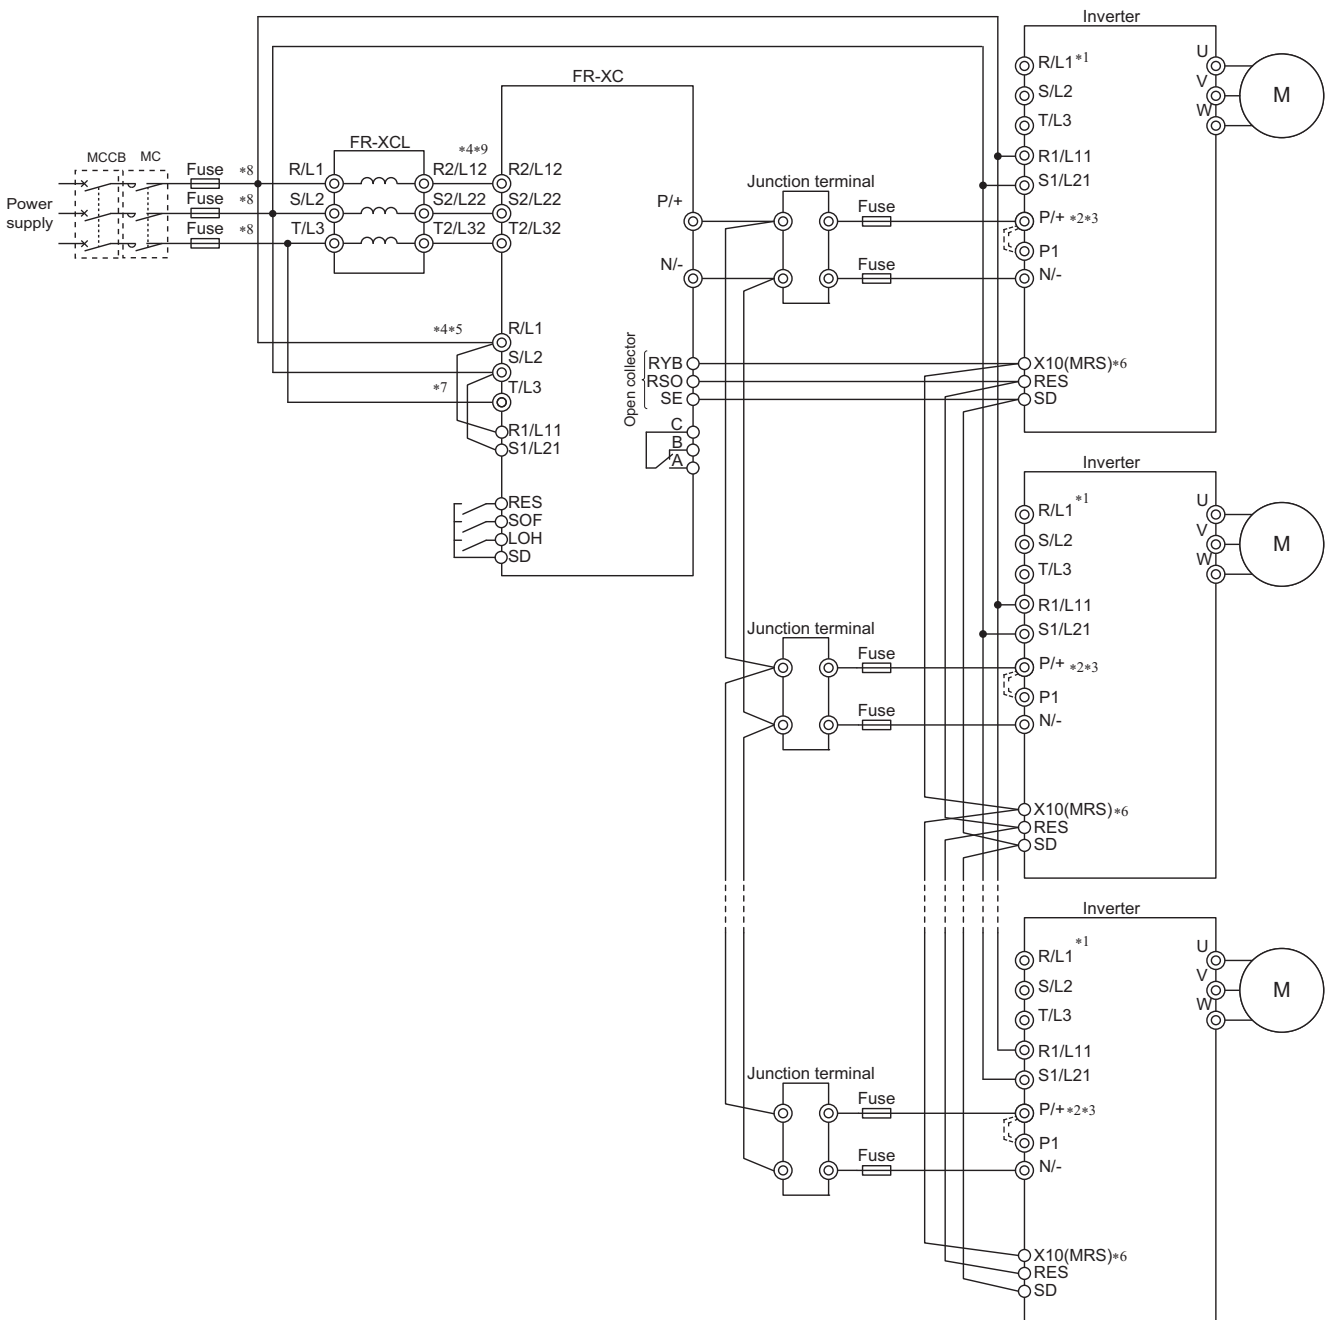 Inverter
U
R/L1*1
V
S/L2
M
FR-XC
W
T/L3
FR-XCL
*4*9
MCCB MC
Fuse *8
R/L1
R2/L12
R2/L12
R1/L11
Power supply
Fuse *8
S/L2
S2/L22
S2/L22
S1/L21
Fuse *8
T/L3
T2/L32
T2/L32
Junction terminal
P/+
Fuse
P/+ *2*3
P1
N/-
Fuse
N/-
*4*5
R/L1
S/L2
*7
T/L3
R1/L11
S1/L21
Open collector
RYB
RSO
SE
X10(MRS)*6
RES
SD
C
B
A
RES
SOF
LOH
SD
Inverter
R/L1 *1
U
S/L2
V
M
T/L3
W
R1/L11
S1/L21
Junction terminal
Fuse
P/+ *2*3
P1
Fuse
N/-
X10(MRS)*6
RES
SD
Inverter
R/L1 *1
U
S/L2
V
M
T/L3
W
R1/L11
S1/L21
Junction terminal
Fuse
P/+*2*3
P1
Fuse
N/-
X10(MRS)*6
RES
SD